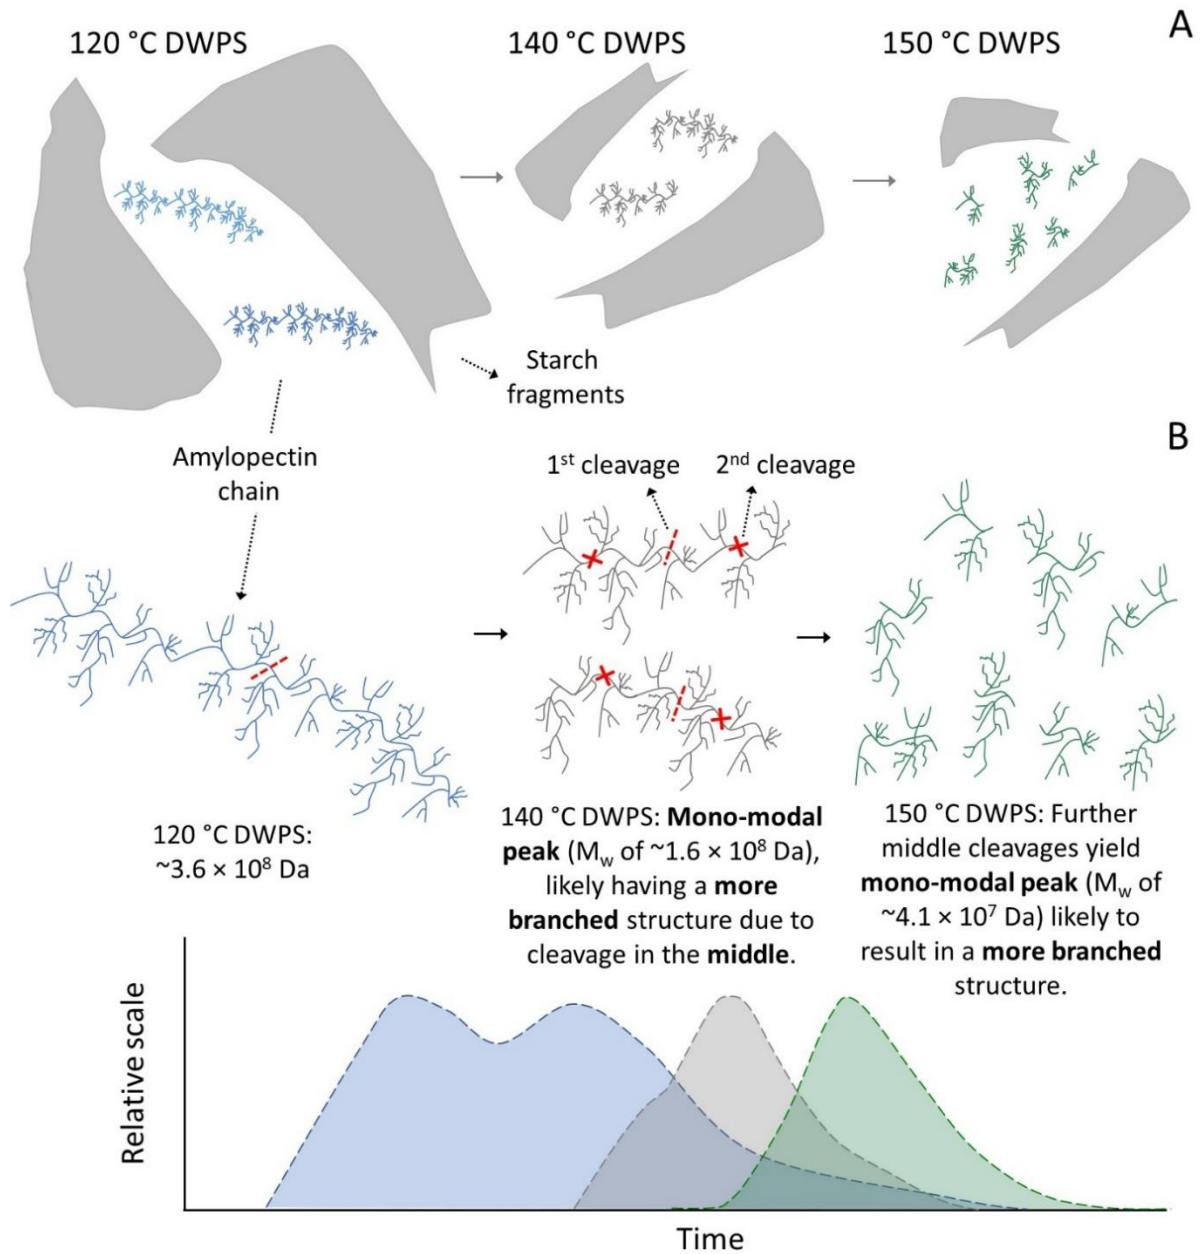 A
120 °C DWPS
140 °C DWPS
150 °C DWPS
Starch
fragments
B
Amylopectin
chain
1st cleavage
2nd cleavage
120 °C DWPS:
~3.6 × 10⁸ Da
140 °C DWPS: Mono-modal
peak (Mw of ~1.6 × 10⁸ Da),
likely having a more
branched structure due to
cleavage in the middle.
150 °C DWPS: Further
middle cleavages yield
mono-modal peak (Mw of
~4.1 × 10⁷ Da) likely to
result in a more branched
structure.
Relative scale
Time